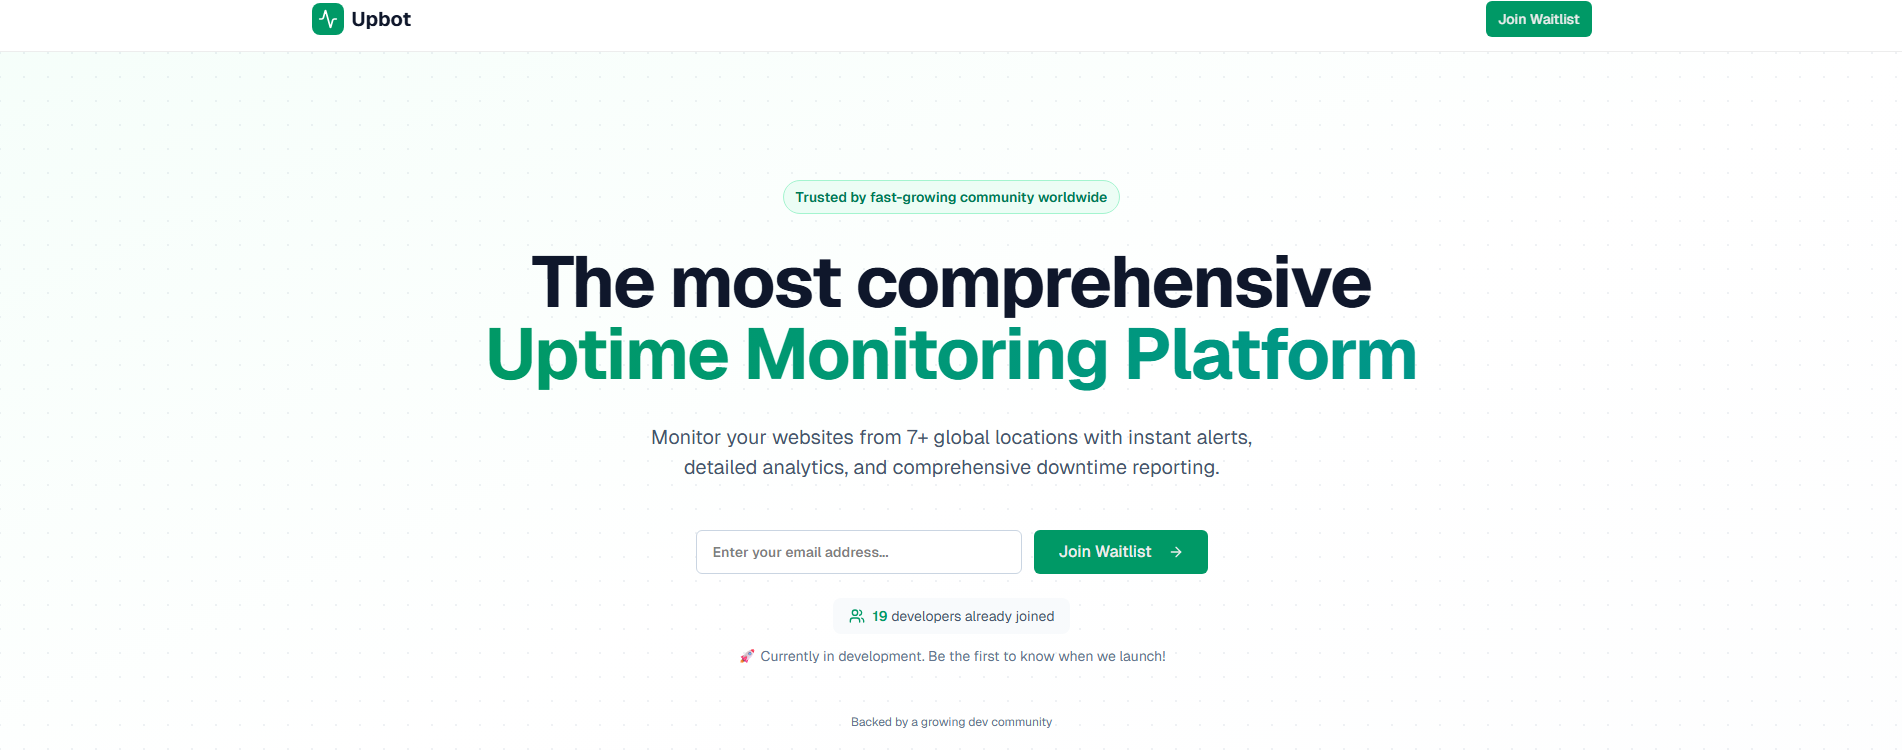 Upbot
Join Waitlist
Trusted by fast-growing community worldwide
The most comprehensive
Uptime Monitoring Platform
Monitor your websites from 7+ global locations with instant alerts,
detailed analytics, and comprehensive downtime reporting.
Enter your email address...
Join Waitlist →
19 developers already joined
🚀 Currently in development. Be the first to know when we launch!
Backed by a growing dev community